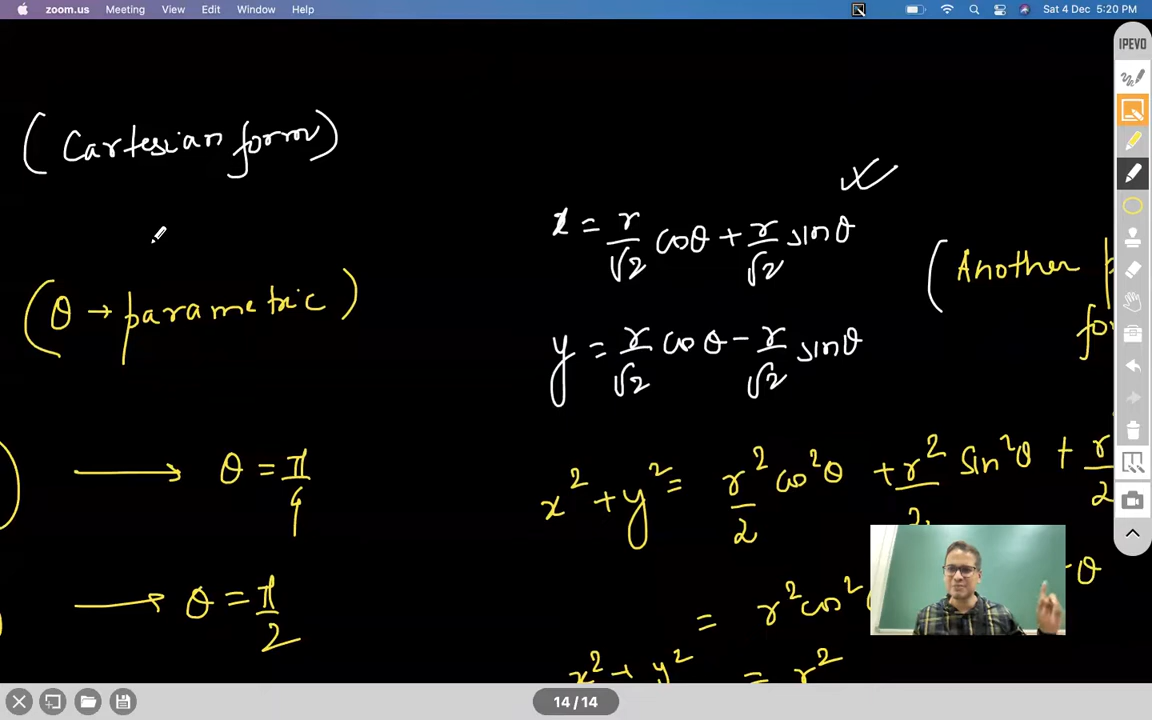 zoom.us Meeting View Edit Window Help Sat 4 Dec 5:20 PM
IPEVO
(Cartesian form)
(θ → parametric)
→ θ = π/4
→ θ = π/2
x = r/√2 cosθ + r/√2 sinθ
y = r/√2 cosθ - r/√2 sinθ
(Another
x² + y² = r²/2 cos²θ + r²/2 sin²θ + r/2
= r²cos²
θ
x² + y² = r²
14 / 14